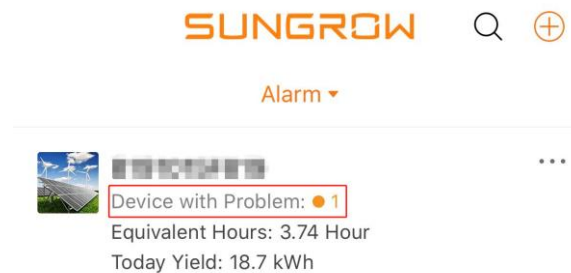 SUNGROW
Alarm
Device with Problem: 1
Equivalent Hours: 3.74 Hour
Today Yield: 18.7 kWh